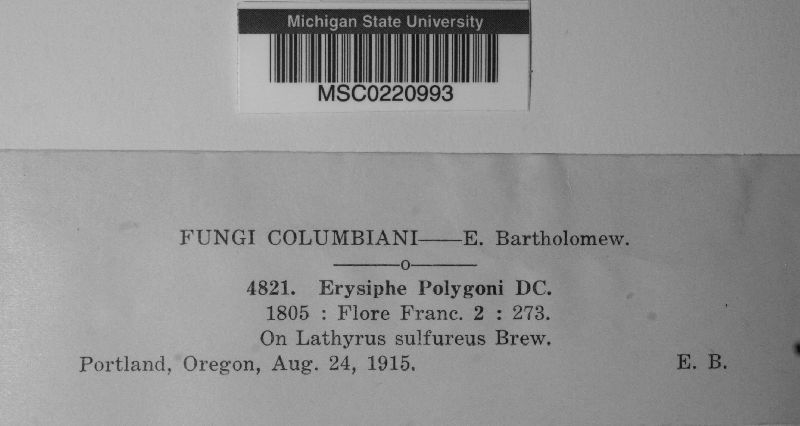 Michigan State University
MSC0220993
FUNGI COLUMBIANI——E. Bartholomew.
4821. Erysiphe Polygoni DC.
1805 : Flore Franc. 2 : 273.
On Lathyrus sulfureus Brew.
Portland, Oregon, Aug. 24, 1915. E. B.